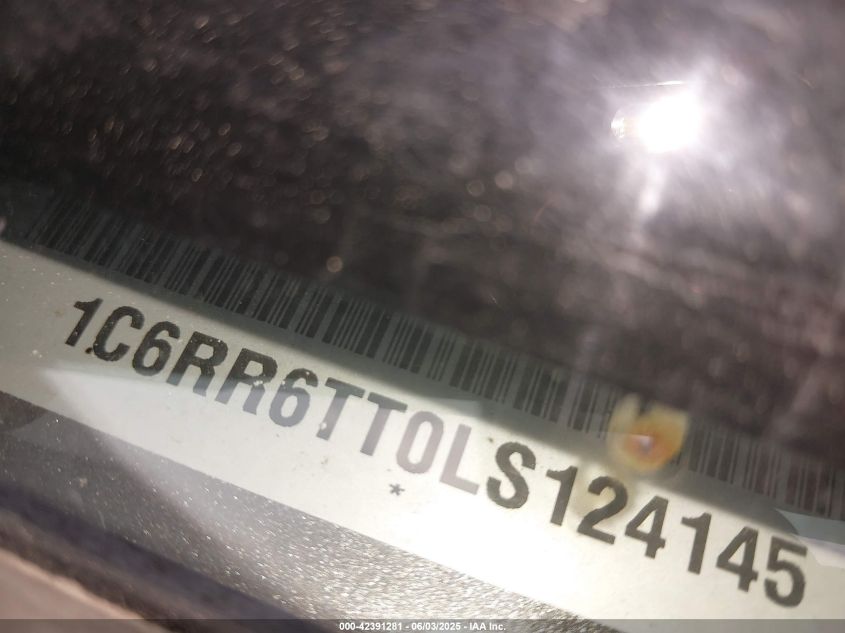 1C6RR6TT0LS124145
*
000-42391281 - 06/03/2025 - IAA Inc.